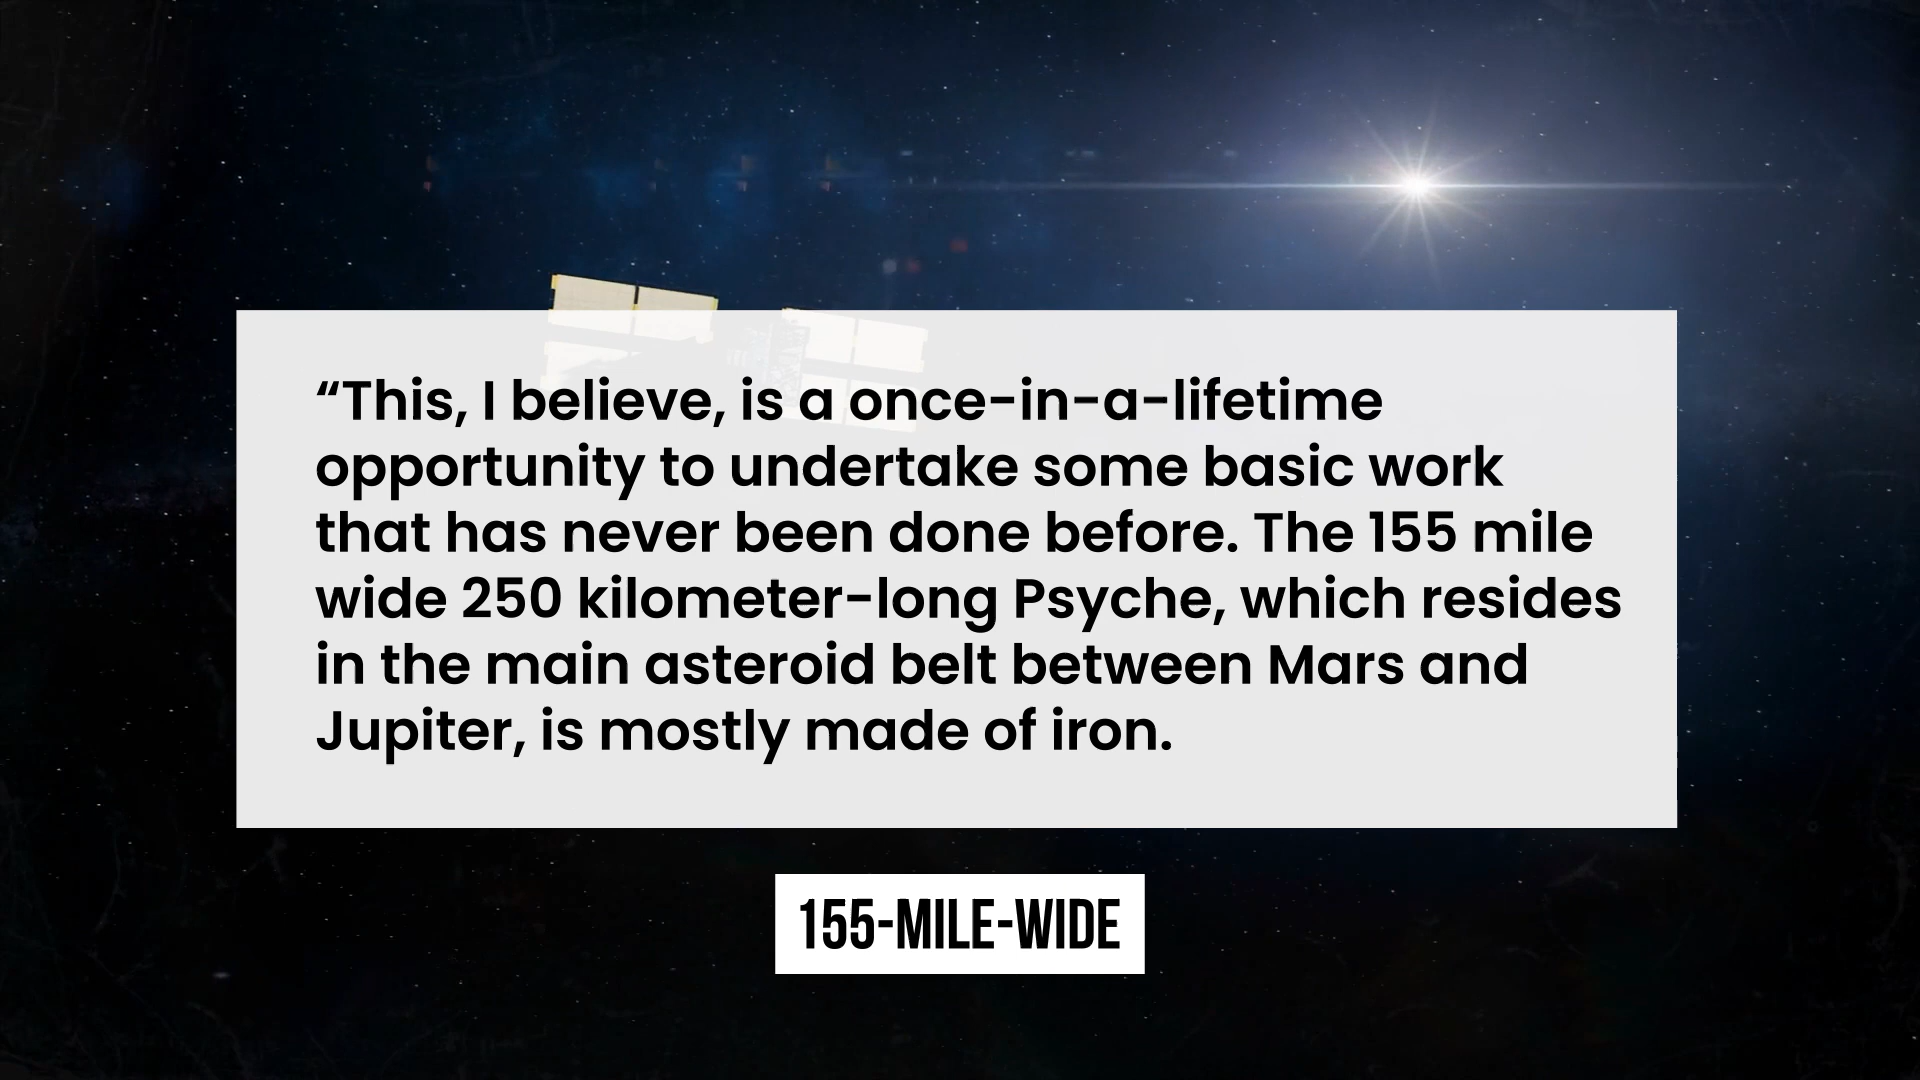 “This, I believe, is a once-in-a-lifetime
opportunity to undertake some basic work
that has never been done before. The 155 mile
wide 250 kilometer-long Psyche, which resides
in the main asteroid belt between Mars and
Jupiter, is mostly made of iron.
155-MILE-WIDE